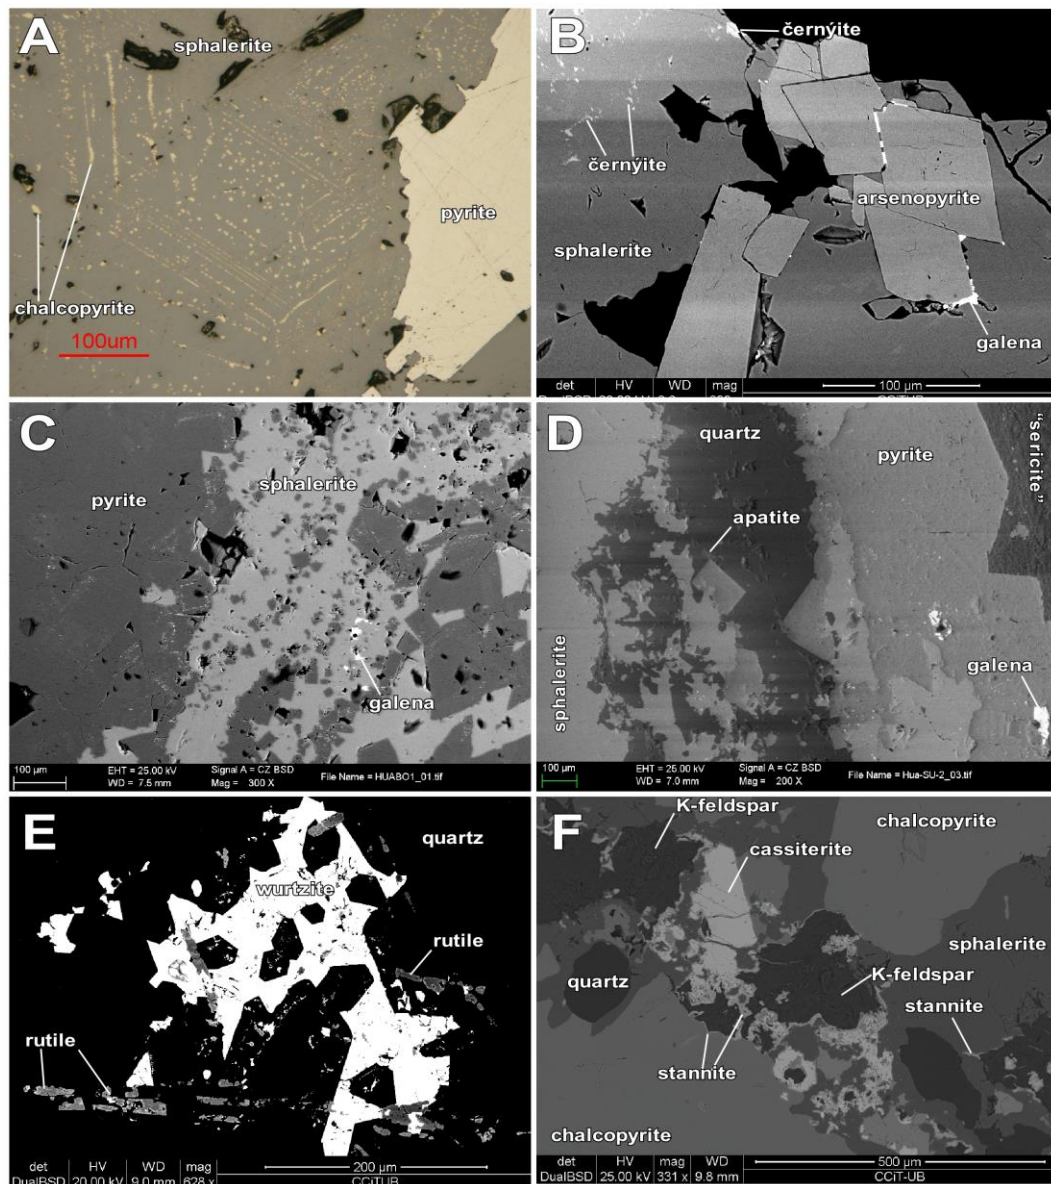 A
sphalerite
pyrite
chalcopyrite
100um
B
černýite
černýite
arsenopyrite
sphalerite
galena
det HV WD mag
100 µm
CCiTUB
C
sphalerite
pyrite
galena
100 µm
EHT = 25.00 kV
WD = 7.5 mm
Signal A = CZ BSD
Mag = 300 X
File Name = HUABO1_01.tif
D
quartz
pyrite
"sericite"
apatite
sphalerite
galena
100 µm
EHT = 25.00 kV
WD = 7.0 mm
Signal A = CZ BSD
Mag = 200 X
File Name = Hua-SU-2_03.tif
E
quartz
wurtzite
rutile
rutile
det HV WD mag
DualBSD 20.00 kV 9.0 mm 628 x
200 µm
CCiTUB
F
K-feldspar
chalcopyrite
cassiterite
sphalerite
quartz
K-feldspar
stannite
stannite
chalcopyrite
det HV mag WD
DualBSD 25.00 kV 331 x 9.8 mm
500 µm
CCiT-UB